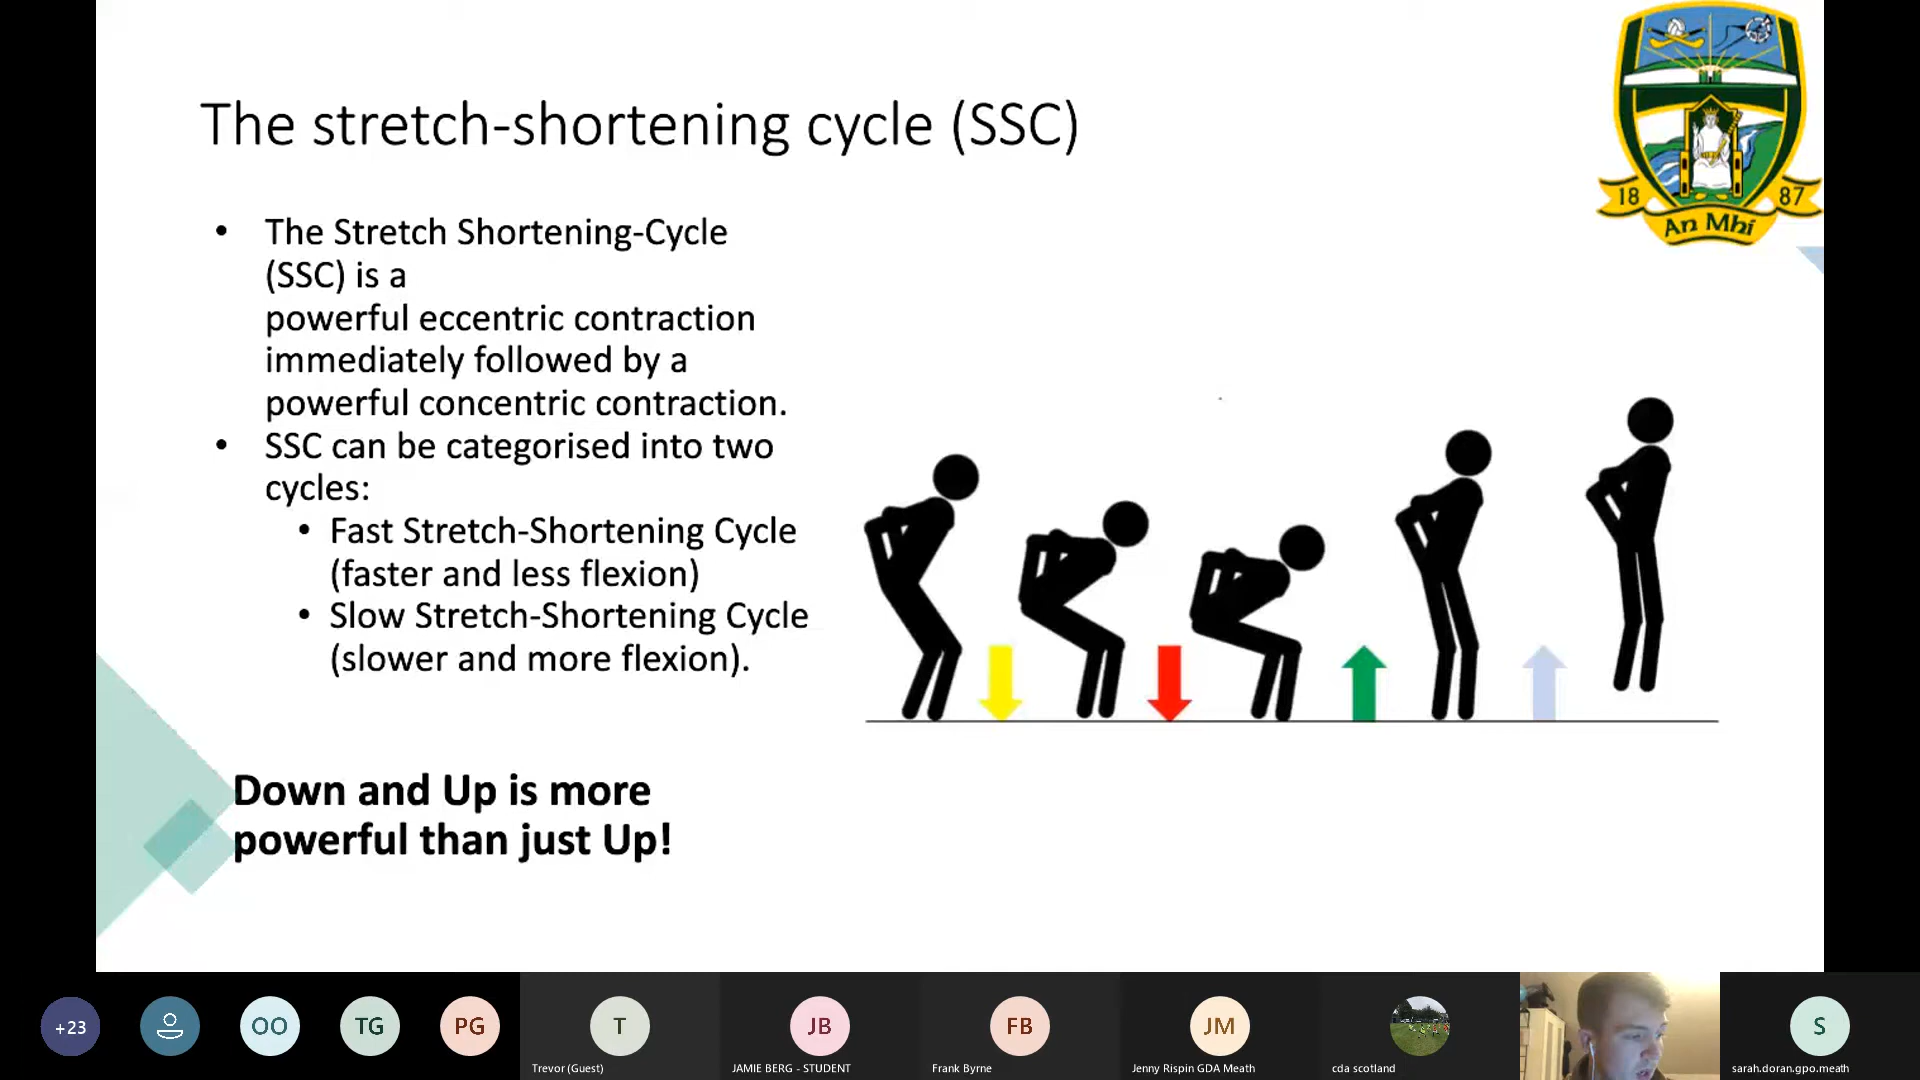 The stretch-shortening cycle (SSC)
18 87
An Mhí
• The Stretch Shortening-Cycle
(SSC) is a
powerful eccentric contraction
immediately followed by a
powerful concentric contraction.
• SSC can be categorised into two
cycles:
• Fast Stretch-Shortening Cycle
(faster and less flexion)
• Slow Stretch-Shortening Cycle
(slower and more flexion).
Down and Up is more
powerful than just Up!
+23
OO
TG
PG
T
JB
FB
JM
S
Trevor (Guest)
JAMIE BERG - STUDENT
Frank Byrne
Jenny Rispin GDA Meath
cda scotland
sarah.doran.gpo.meath